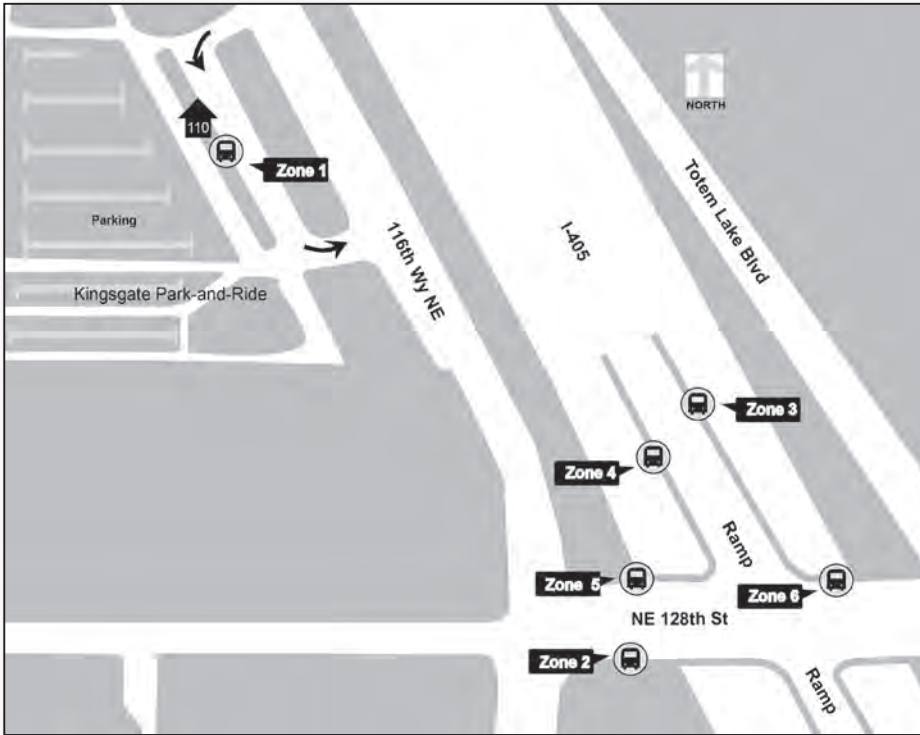 NORTH
110
Zone 1
Totem Lake Blvd
Parking
116th Wy NE
I-405
Kingsgate Park-and-Ride
Zone 3
Zone 4
Ramp
Zone 5
Zone 6
NE 128th St
Zone 2
Ramp